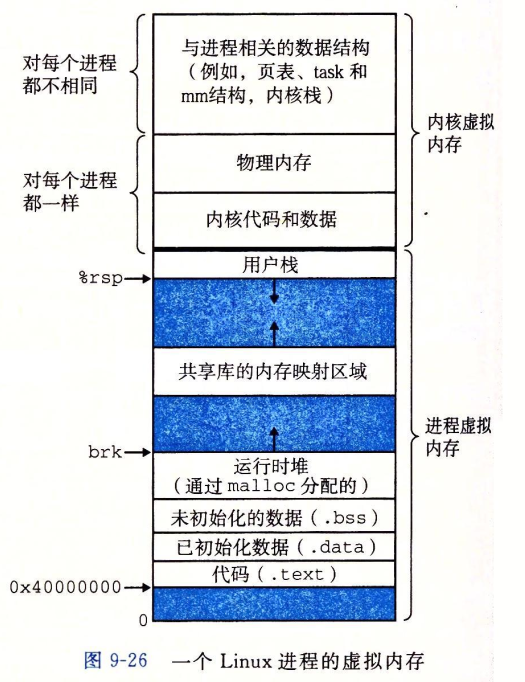 与进程相关的数据结构
（例如，页表、task 和
mm结构，内核栈）
对每个进程
都不相同
内核虚拟
内存
物理内存
对每个进程
都一样
内核代码和数据
用户栈
%rsp
共享库的内存映射区域
进程虚拟
内存
brk
运行时堆
（通过 malloc 分配的）
未初始化的数据（.bss）
已初始化数据（.data）
代码（.text）
0x40000000
0
图 9-26 一个 Linux 进程的虚拟内存